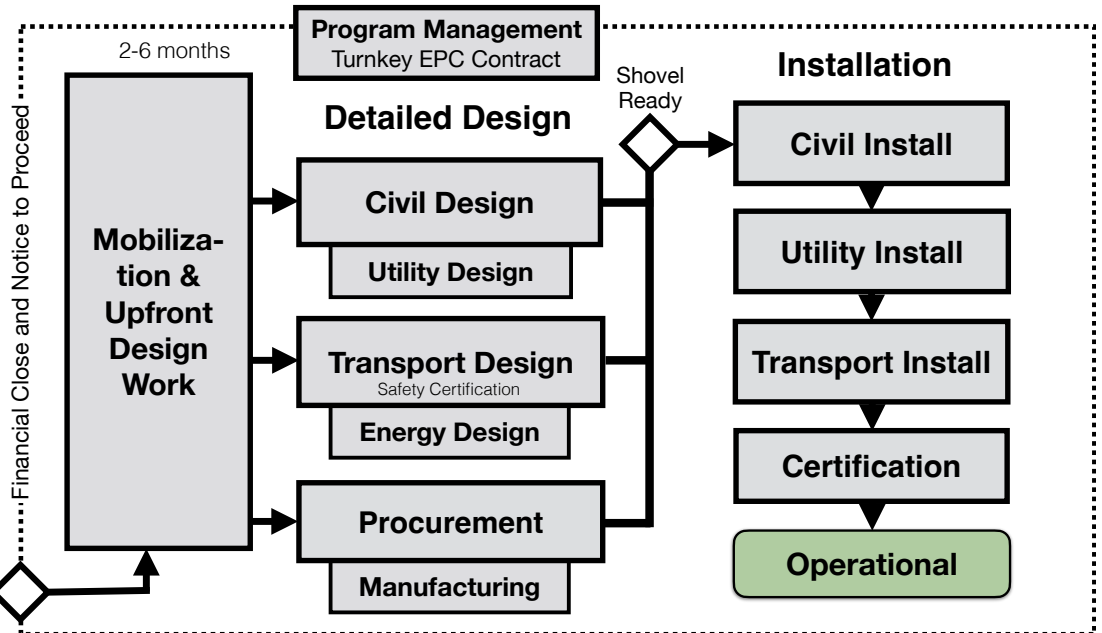 Program Management
Turnkey EPC Contract
Financial Close and Notice to Proceed
2-6 months
Mobiliza-
tion &
Upfront
Design
Work
Detailed Design
Civil Design
Utility Design
Transport Design
Safety Certification
Energy Design
Procurement
Manufacturing
Shovel
Ready
Installation
Civil Install
Utility Install
Transport Install
Certification
Operational